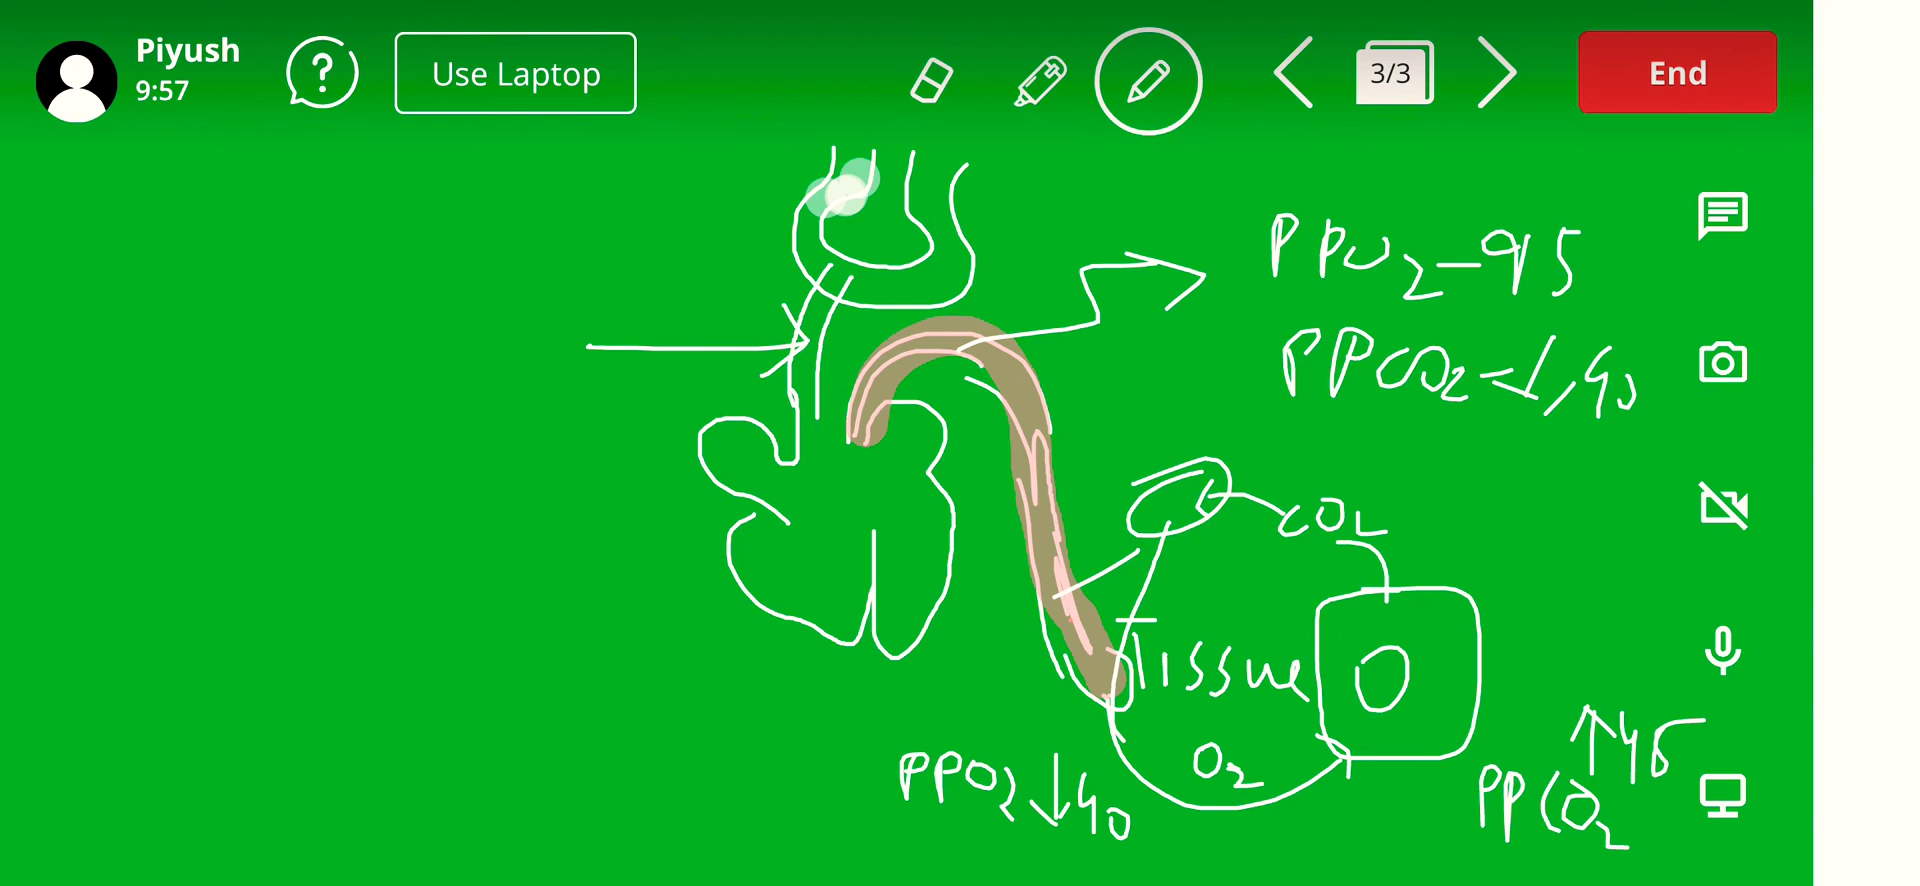 Piyush
9:57
Use Laptop
3/3
End
PPO2-95
PPCO2-40
CO2
Tissue
O2
PPO2↓40
↑45
PPCO2